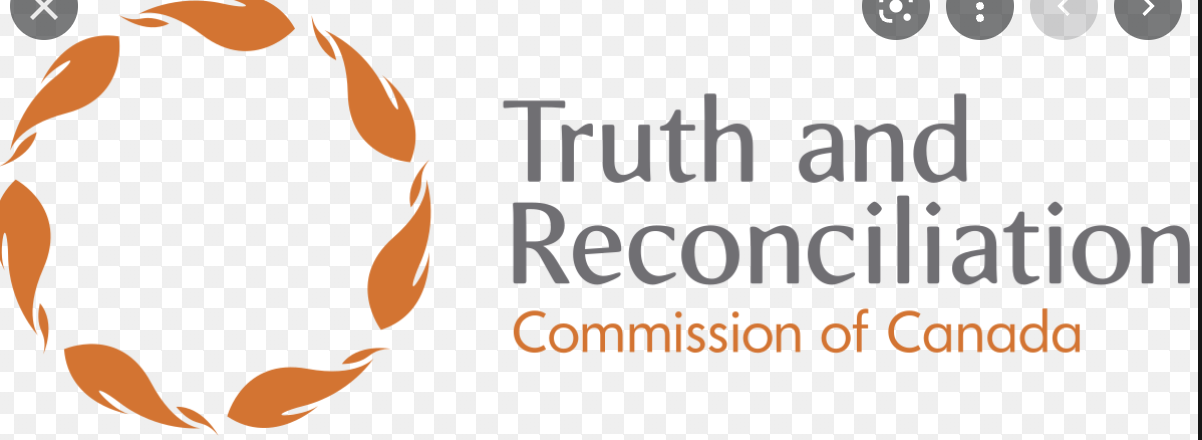 Truth and
Reconciliation
Commission of Canada